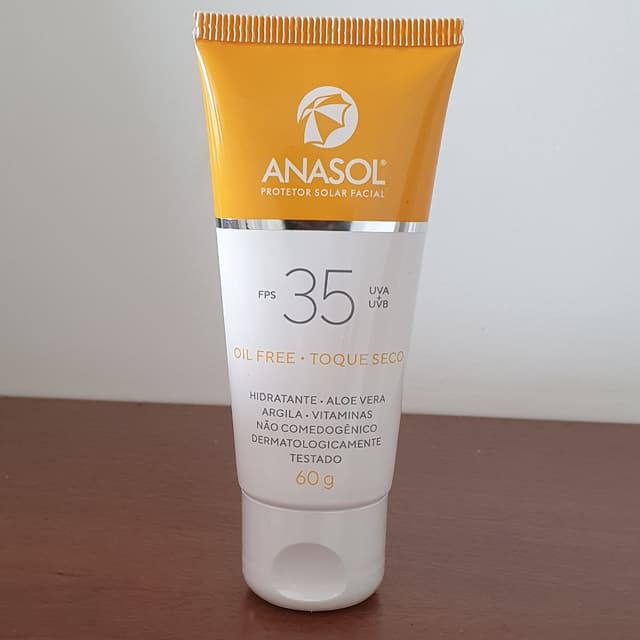 ANASOL®
PROTETOR SOLAR FACIAL
FPS 35 UVA + UVB
OIL FREE • TOQUE SECO
HIDRATANTE • ALOE VERA
ARGILA • VITAMINAS
NÃO COMEDOGÊNICO
DERMATOLOGICAMENTE
TESTADO
60 g